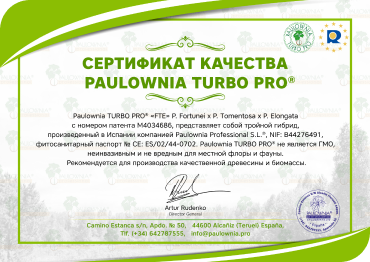 СЕРТИФИКАТ КАЧЕСТВА
PAULOWNIA TURBO PRO®
Paulownia TURBO PRO® «FTE» P. Fortunei x P. Tomentosa x P. Elongata
с номером патента M4034686, представляет собой тройной гибрид,
произведенный в Испании компанией Paulownia Professional S.L.®, NIF: B44276491,
фитосанитарный паспорт № CE: ES/02/44-0702. Paulownia TURBO PRO® не является ГМО,
неинвазивным и не вредным для местной флоры и фауны.
Рекомендуется для производства качественной древесины и биомассы.
Artur Rudenko
Director General
Camino Estanca s/n, Apdo. № 50, 44600 Alcañiz (Teruel) España,
Tlf. (+34) 642787555, info@paulownia.pro